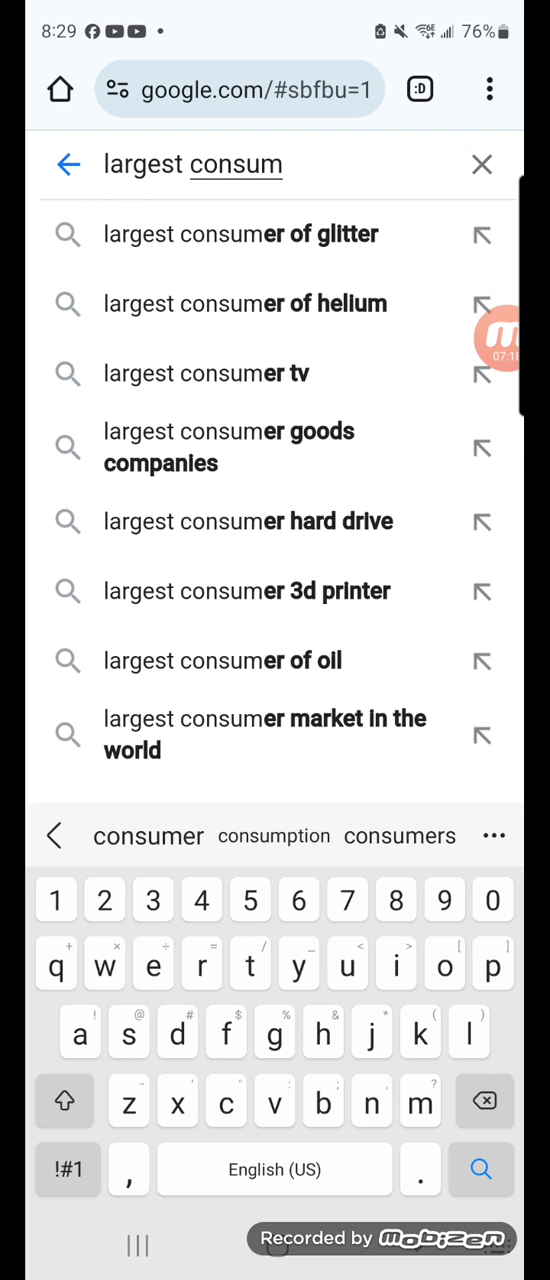 8:29
76%
google.com/#sbfbu=1
:D
largest consum
largest consumer of glitter
largest consumer of helium
07:18
largest consumer tv
largest consumer goods
companies
largest consumer hard drive
largest consumer 3d printer
largest consumer of oil
largest consumer market in the
world
consumer consumption consumers
1 2 3 4 5 6 7 8 9 0
+ × ÷ = / _ < > [ ]
q w e r t y u i o p
! @ # $ % & * ( )
a s d f g h j k l
- ' " : ; , ?
z x c v b n m
!#1 , English (US) .
Recorded by mobizen